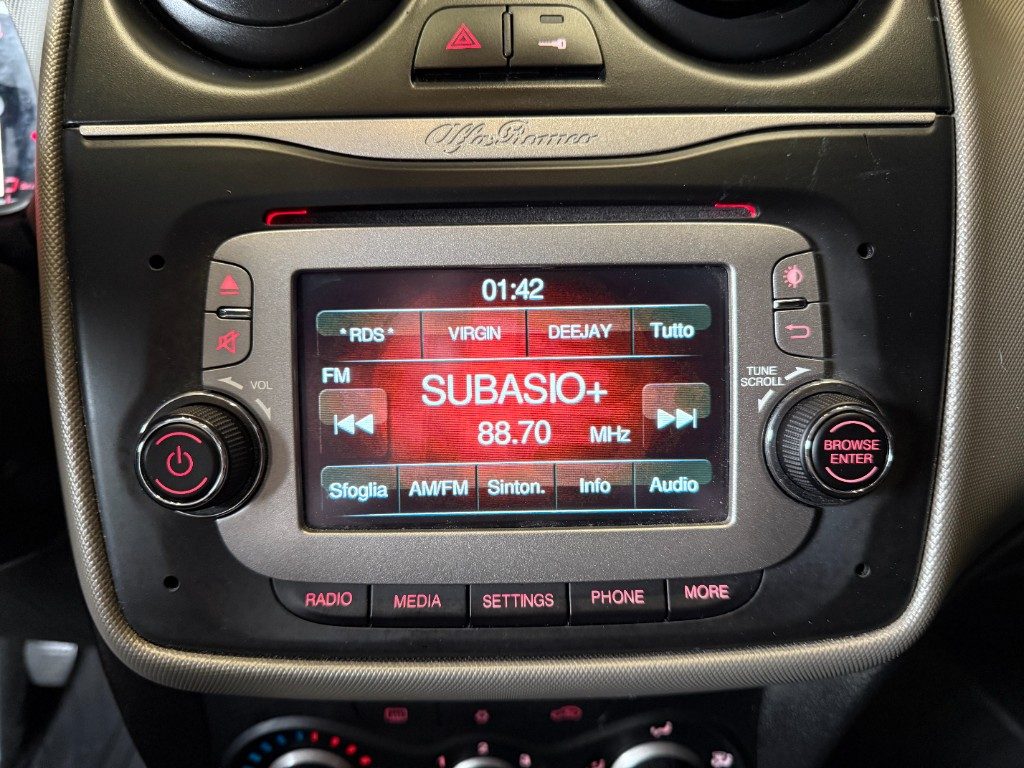 Alfa Romeo
01:42
*RDS* VIRGIN DEEJAY Tutto
FM
SUBASIO+
88.70 MHz
Sfoglia AM/FM Sinton. Info Audio
VOL
TUNE
SCROLL
BROWSE
ENTER
RADIO MEDIA SETTINGS PHONE MORE